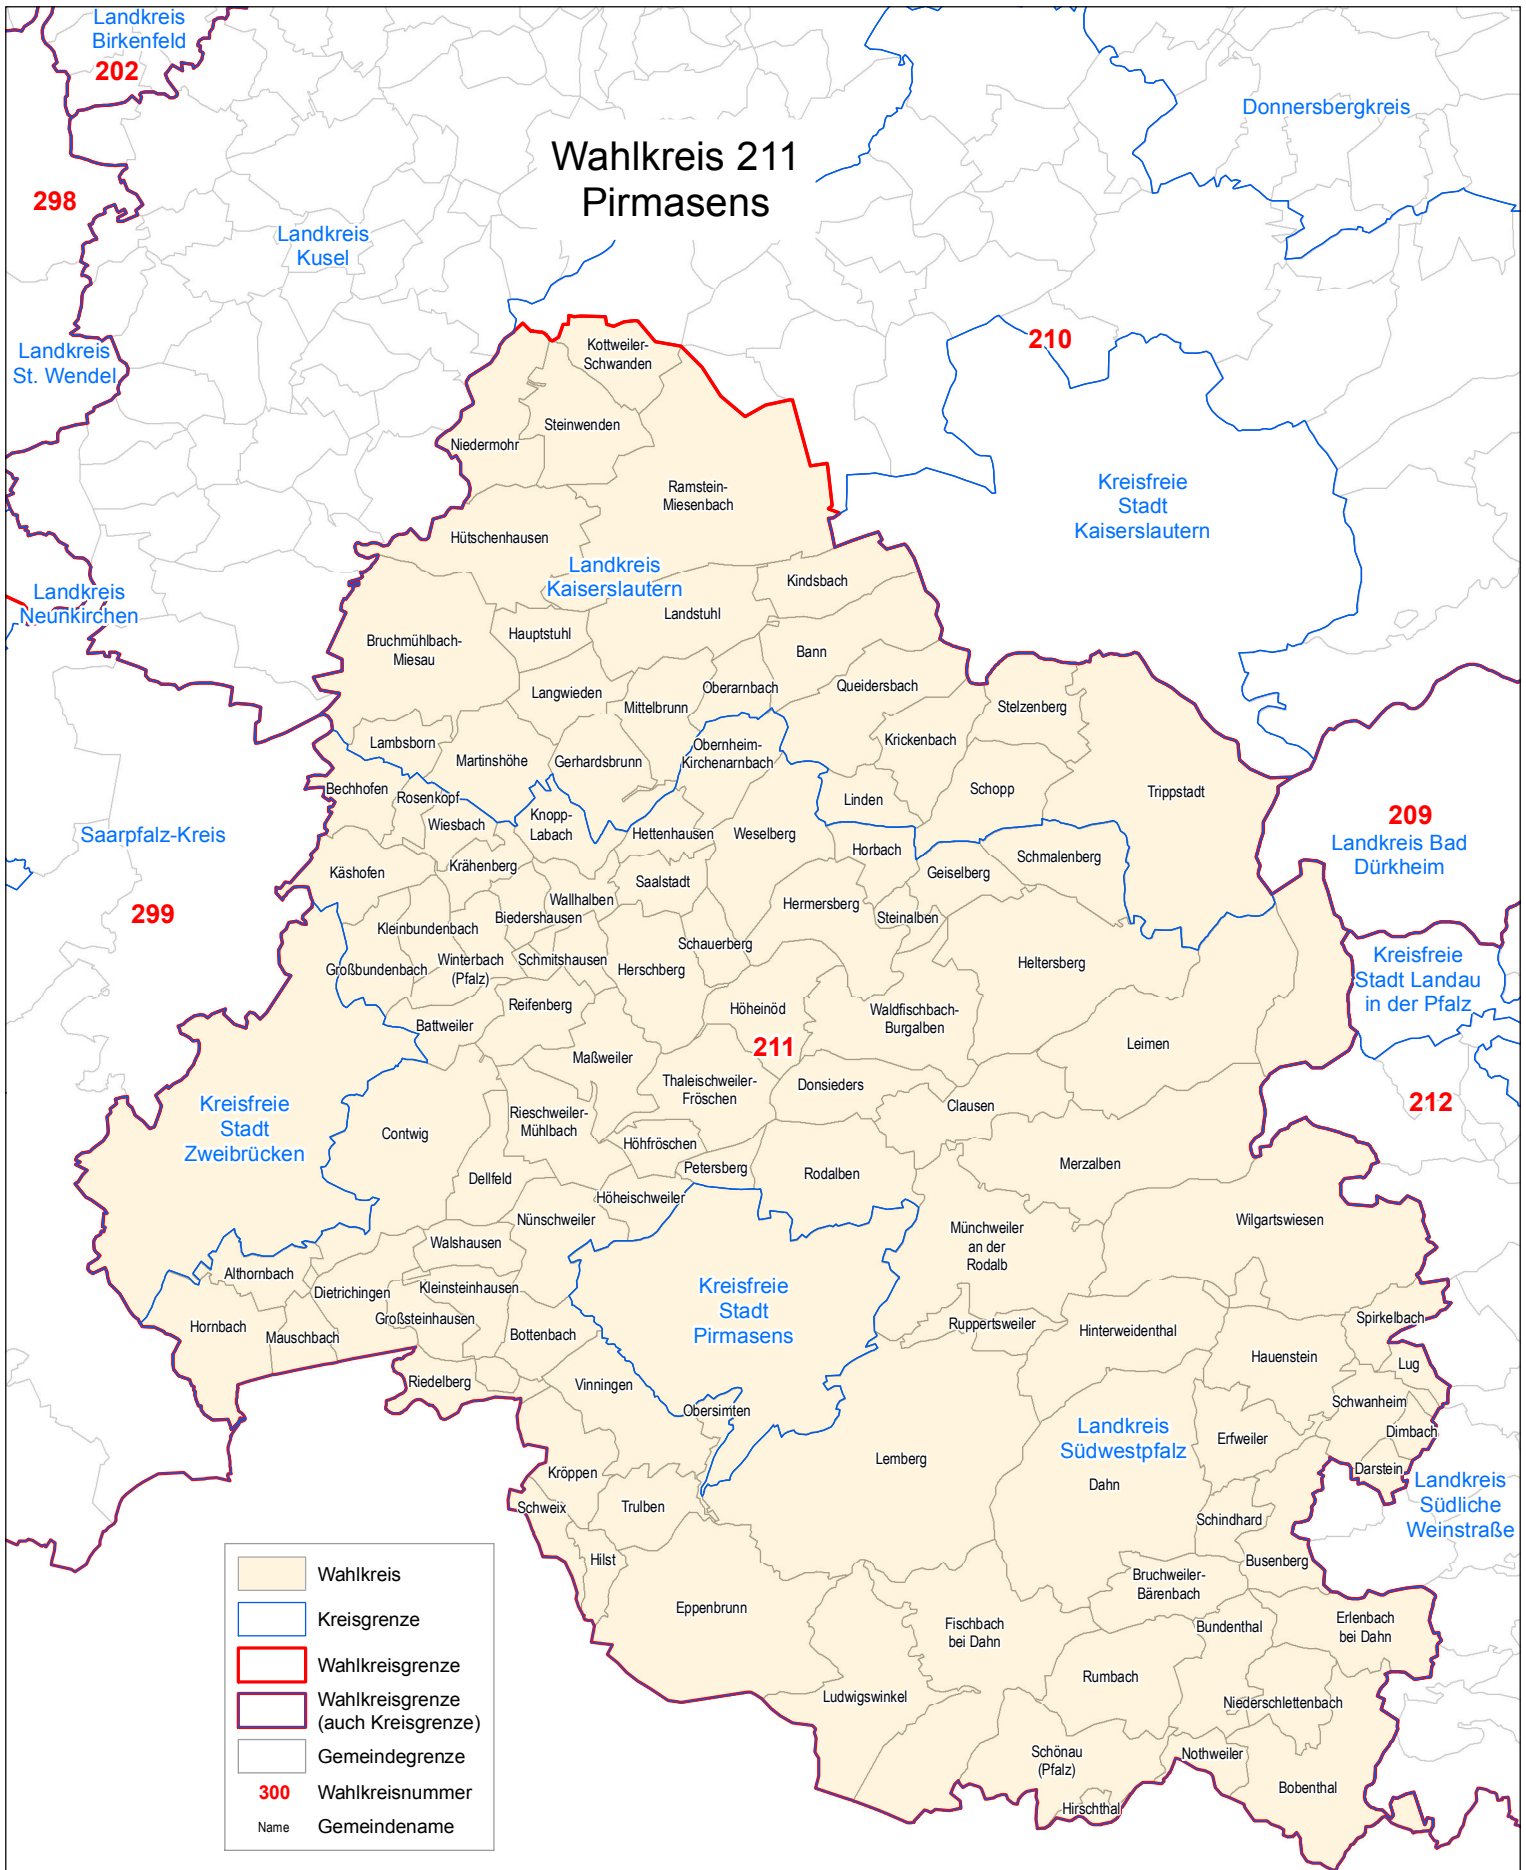 Landkreis
Birkenfeld
202
Donnersbergkreis
Wahlkreis 211
Pirmasens
298
Landkreis
Kusel
210
Landkreis
St. Wendel
Kottweiler-
Schwanden
Steinwenden
Niedermohr
Ramstein-
Miesenbach
Kreisfreie
Stadt
Kaiserslautern
Hütschenhausen
Landkreis
Kaiserslautern
Kindsbach
Landkreis
Neunkirchen
Landstuhl
Hauptstuhl
Bruchmühlbach-
Miesau
Bann
Langwieden
Mittelbrunn
Oberarnbach
Queidersbach
Stelzenberg
Lambsborn
Martinshöhe
Gerhardsbrunn
Obernheim-
Kirchenarnbach
Krickenbach
Bechhofen
Rosenkopf
Linden
Schopp
Trippstadt
Wiesbach
Knopp-
Labach
Hettenhausen
Weselberg
Saarpfalz-Kreis
209
Landkreis Bad
Dürkheim
Käshofen
Krähenberg
Horbach
Geiselberg
Schmalenberg
Saalstadt
Wallhalben
Hermersberg
299
Biedershausen
Steinalben
Kleinbundenbach
Schauerberg
Großbundenbach
Winterbach
(Pfalz)
Schmitshausen
Herschberg
Heltersberg
Kreisfreie
Stadt Landau
in der Pfalz
Reifenberg
Höheinöd
Waldfischbach-
Burgalben
Battweiler
211
Leimen
Maßweiler
Thaleischweiler-
Fröschen
Donsieders
Clausen
212
Kreisfreie
Stadt
Zweibrücken
Contwig
Rieschweiler-
Mühlbach
Höhfröschen
Petersberg
Rodalben
Merzalben
Dellfeld
Höheischweiler
Nünschweiler
Münchweiler
an der
Rodalb
Wilgartswiesen
Walshausen
Althornbach
Dietrichingen
Kleinsteinhausen
Kreisfreie
Stadt
Pirmasens
Hornbach
Mauschbach
Großsteinhausen
Bottenbach
Ruppertsweiler
Hinterweidenthal
Spirkelbach
Hauenstein
Lug
Riedelberg
Vinningen
Schwanheim
Obersimten
Landkreis
Südwestpfalz
Erfweiler
Dimbach
Lemberg
Darstein
Kröppen
Dahn
Landkreis
Südliche
Weinstraße
Schweix
Trulben
Schindhard
Hilst
Busenberg
Bruchweiler-
Bärenbach
Eppenbrunn
Fischbach
bei Dahn
Bundenthal
Erlenbach
bei Dahn
Rumbach
Ludwigswinkel
Niederschlettenbach
Schönau
(Pfalz)
Nothweiler
Bobenthal
Hirschthal
Wahlkreis
Kreisgrenze
Wahlkreisgrenze
Wahlkreisgrenze
(auch Kreisgrenze)
Gemeindegrenze
300 Wahlkreisnummer
Name Gemeindename